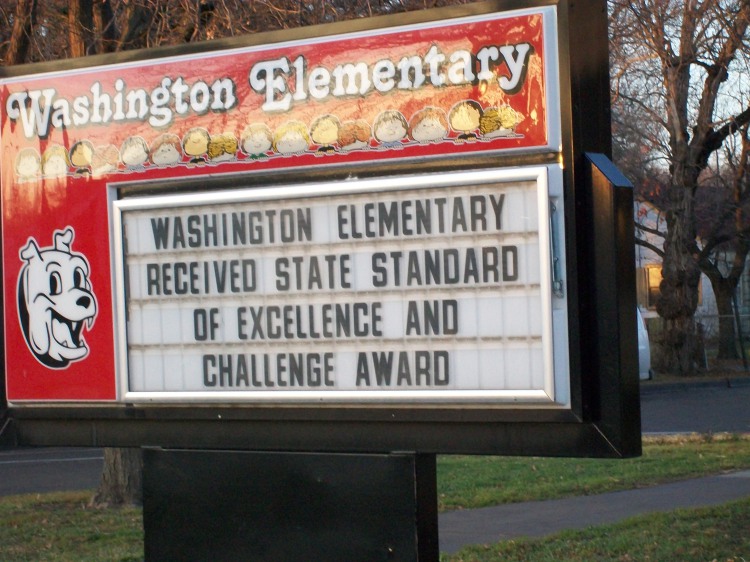 Washington Elementary
WASHINGTON ELEMENTARY
RECEIVED STATE STANDARD
OF EXCELLENCE AND
CHALLENGE AWARD